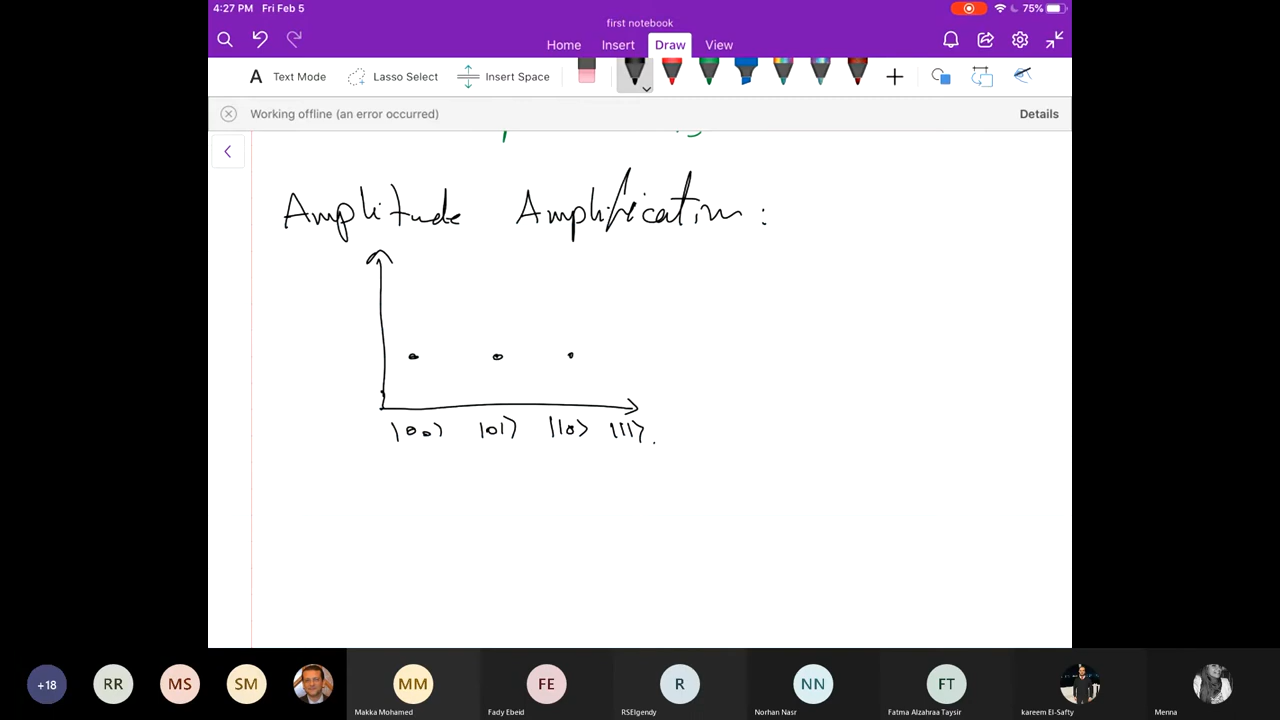 4:27 PM Fri Feb 5
75%
first notebook
Home Insert Draw View
A Text Mode Lasso Select Insert Space
Working offline (an error occurred) Details
Amplitude Amplification:
|00⟩ |01⟩ |10⟩ |11⟩.
+18 RR MS SM MM FE R NN FT
Makka Mohamed Fady Ebeid RSElgendy Norhan Nasr Fatma Alzahraa Taysir kareem El-Safty Menna